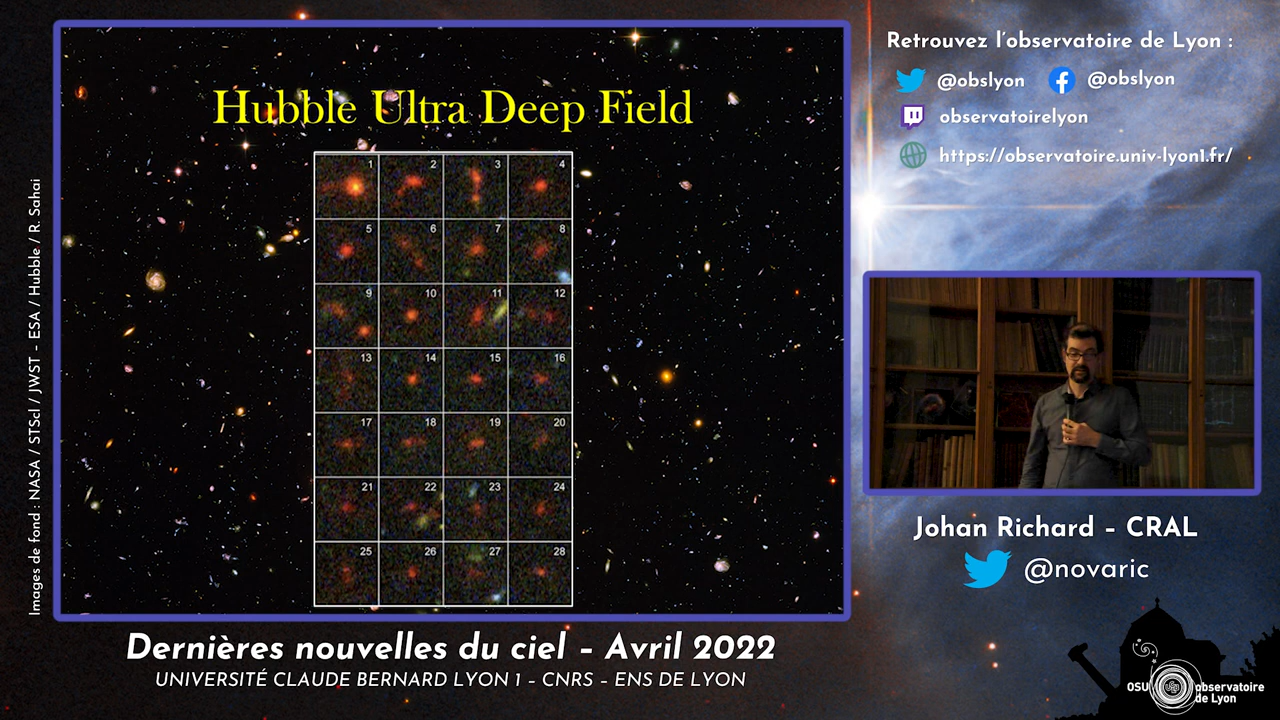 Hubble Ultra Deep Field
1 2 3 4
5 6 7 8
9 10 11 12
13 14 15 16
17 18 19 20
21 22 23 24
25 26 27 28
Images de fond : NASA / STScI / JWST - ESA / Hubble / R. Sahai
Dernières nouvelles du ciel – Avril 2022
UNIVERSITÉ CLAUDE BERNARD LYON 1 - CNRS - ENS DE LYON
Retrouvez l'observatoire de Lyon :
@obslyon @obslyon
observatoirelyon
https://observatoire.univ-lyon1.fr/
Johan Richard – CRAL
@novaric
OSUL observatoire
de Lyon